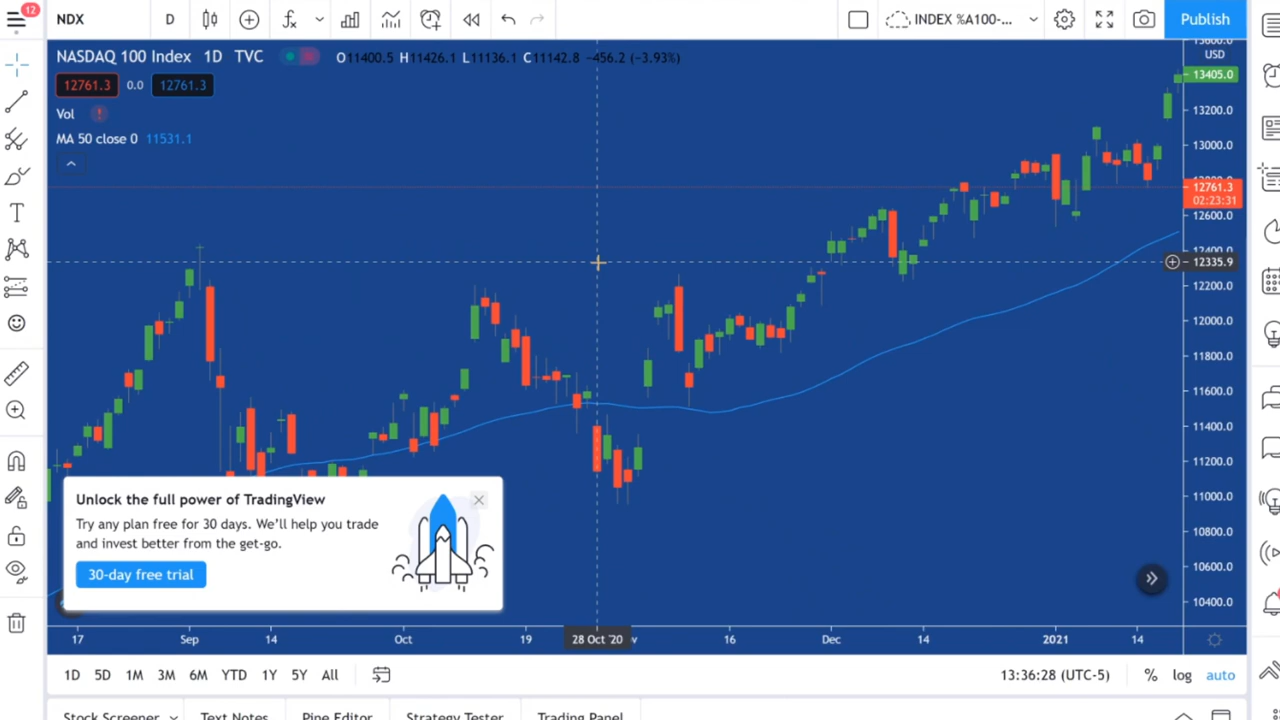 12
NDX
D
INDEX %A100-...
Publish
NASDAQ 100 Index 1D TVC
O11400.5 H11426.1 L11136.1 C11142.8 −456.2 (−3.93%)
12761.3 0.0 12761.3
Vol
MA 50 close 0 11531.1
USD
13405.0
13200.0
13000.0
12761.3
02:23:31
12600.0
12400.0
12335.9
12200.0
12000.0
11800.0
11600.0
11400.0
11200.0
11000.0
10800.0
10600.0
10400.0
Unlock the full power of TradingView
Try any plan free for 30 days. We'll help you trade
and invest better from the get-go.
30-day free trial
17 Sep 14 Oct 19 28 Oct '20 16 Dec 14 2021 14
1D 5D 1M 3M 6M YTD 1Y 5Y All
13:36:28 (UTC-5) % log auto
Stock Screener Text Notes Pine Editor Strategy Tester Trading Panel